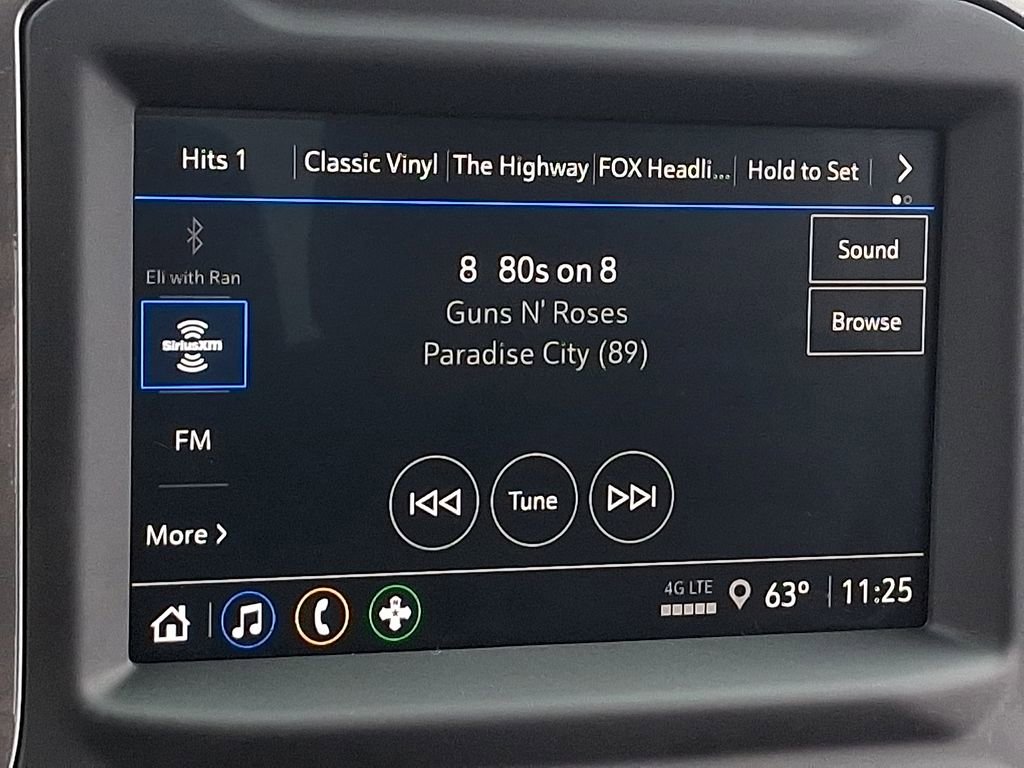 Hits 1
Classic Vinyl
The Highway
FOX Headli...
Hold to Set
Eli with Ran
SiriusXM
FM
More
8 80s on 8
Guns N' Roses
Paradise City (89)
Sound
Browse
Tune
4G LTE
63°
11:25